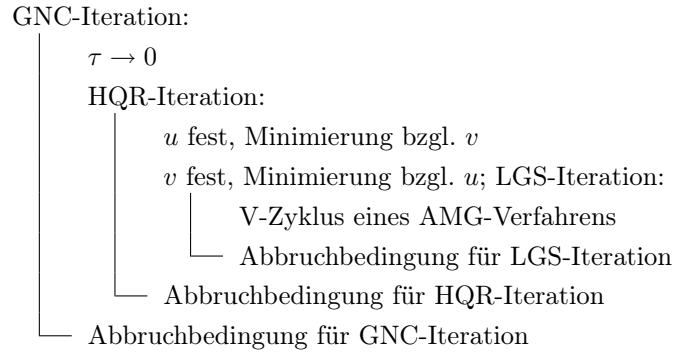 GNC-Iteration:
τ → 0
HQR-Iteration:
u fest, Minimierung bzgl. v
v fest, Minimierung bzgl. u; LGS-Iteration:
V-Zyklus eines AMG-Verfahrens
Abbruchbedingung für LGS-Iteration
Abbruchbedingung für HQR-Iteration
Abbruchbedingung für GNC-Iteration